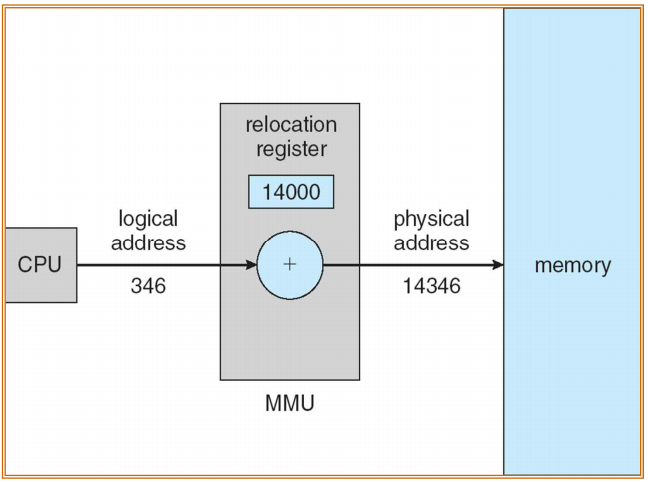 relocation
register
14000
logical
address
physical
address
CPU
+
memory
346
14346
MMU